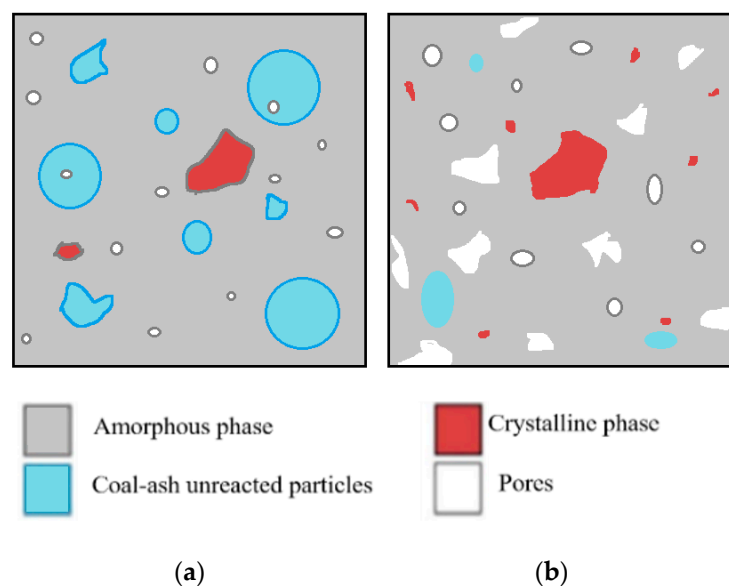 Amorphous phase
Crystalline phase
Coal-ash unreacted particles
Pores
(a)
(b)